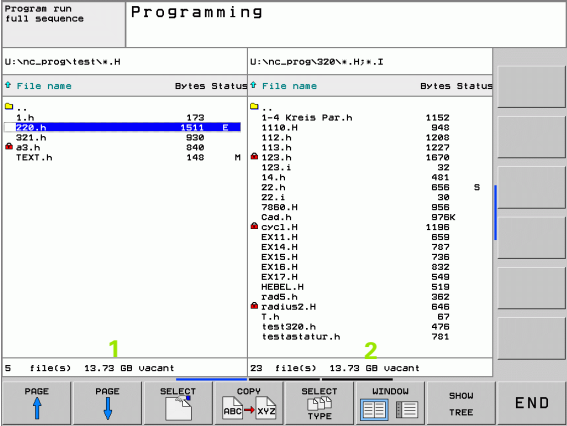 Program run
full sequence
Programming
U:\nc_prog\test\*.H
File name Bytes Status
..
1.h 173
220.h 1511 E
321.h 930
a3.h 840
TEXT.h 148 M
1
5 file(s) 13.73 GB vacant
U:\nc_prog\320\*.H;*.I
File name Bytes Status
..
1-4 Kreis Par.h 1152
1110.H 948
112.h 1208
113.h 1227
123.h 1670
123.i 32
14.h 481
22.h 656 S
22.i 30
7860.H 956
Cad.h 976K
cycl.H 1196
EX11.H 659
EX14.H 787
EX15.H 736
EX16.H 832
EX17.H 549
HEBEL.H 519
rad5.h 362
radius2.H 646
T.h 67
test320.h 476
testastatur.h 781
2
23 file(s) 13.73 GB vacant
PAGE
PAGE
SELECT
COPY
ABC XYZ
SELECT
TYPE
WINDOW
SHOW
TREE
END